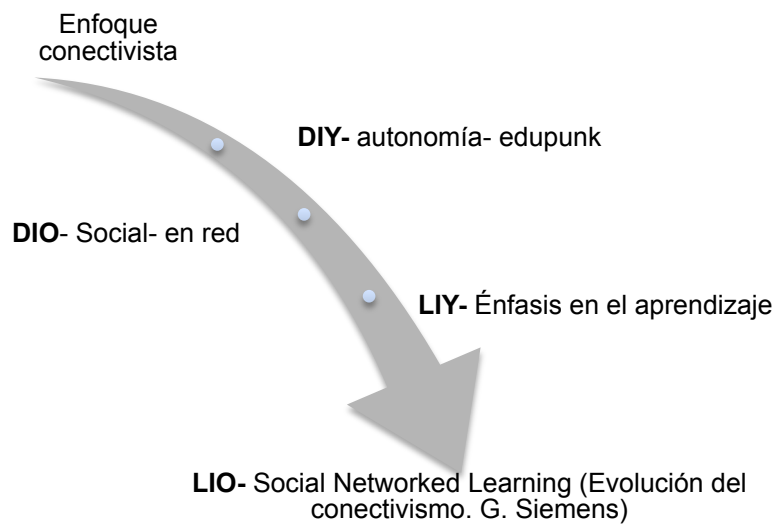 Enfoque
conectivista
DIY- autonomía- edupunk
DIO- Social- en red
LIY- Énfasis en el aprendizaje
LIO- Social Networked Learning (Evolución del
conectivismo. G. Siemens)